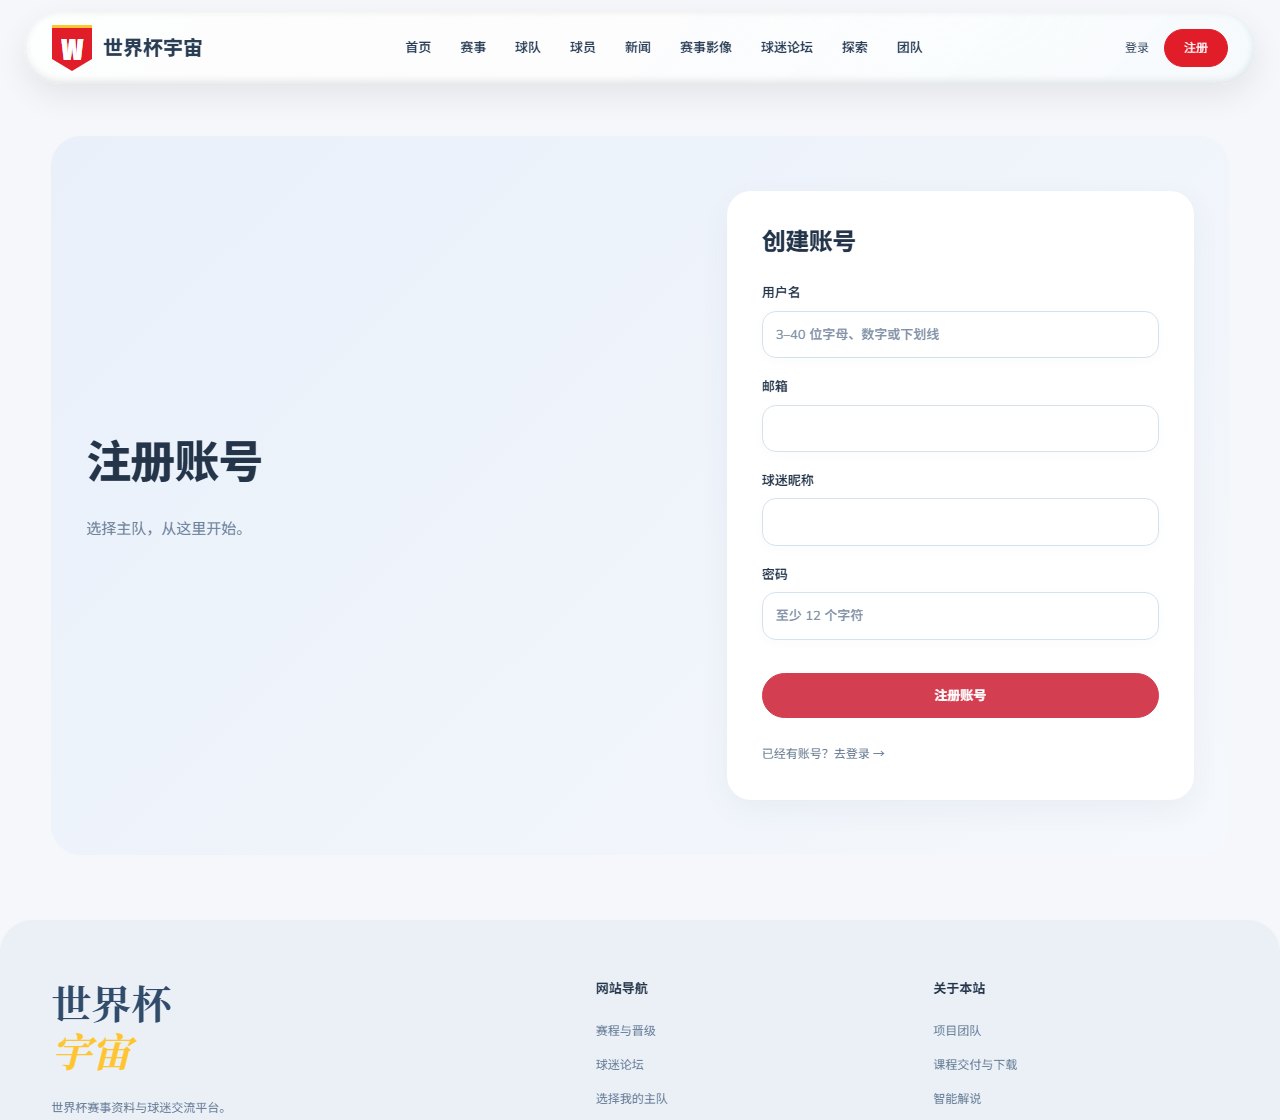 W 世界杯宇宙
首页 赛事 球队 球员 新闻 赛事影像 球迷论坛 探索 团队
登录 注册
注册账号
选择主队，从这里开始。
创建账号
用户名
3–40 位字母、数字或下划线
邮箱
球迷昵称
密码
至少 12 个字符
注册账号
已经有账号？去登录 →
世界杯
宇宙
世界杯赛事资料与球迷交流平台。
网站导航
赛程与晋级
球迷论坛
选择我的主队
关于本站
项目团队
课程交付与下载
智能解说